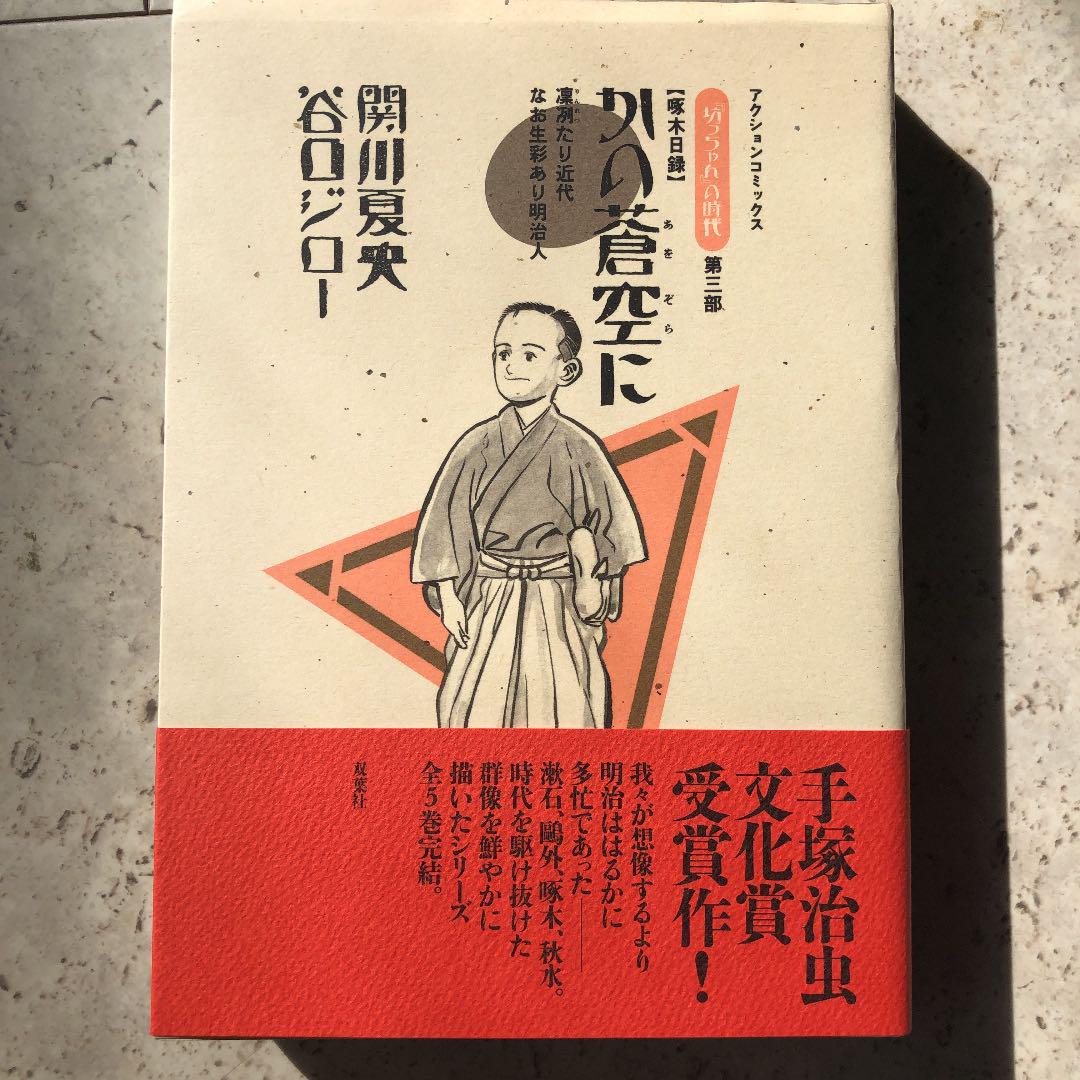 アクションコミックス
『坊っちゃん』の時代 第三部
【啄木日録】
かの蒼空に
あをぞら
凜冽たり近代
りんれつ
なお生彩あり明治人
関川夏央
谷口ジロー
手塚治虫
文化賞
受賞作!
我々が想像するより
明治ははるかに
多忙であった――
漱石、鷗外、啄木、秋水。
時代を駆け抜けた
群像を鮮やかに
描いたシリーズ
全5巻完結。
双葉社